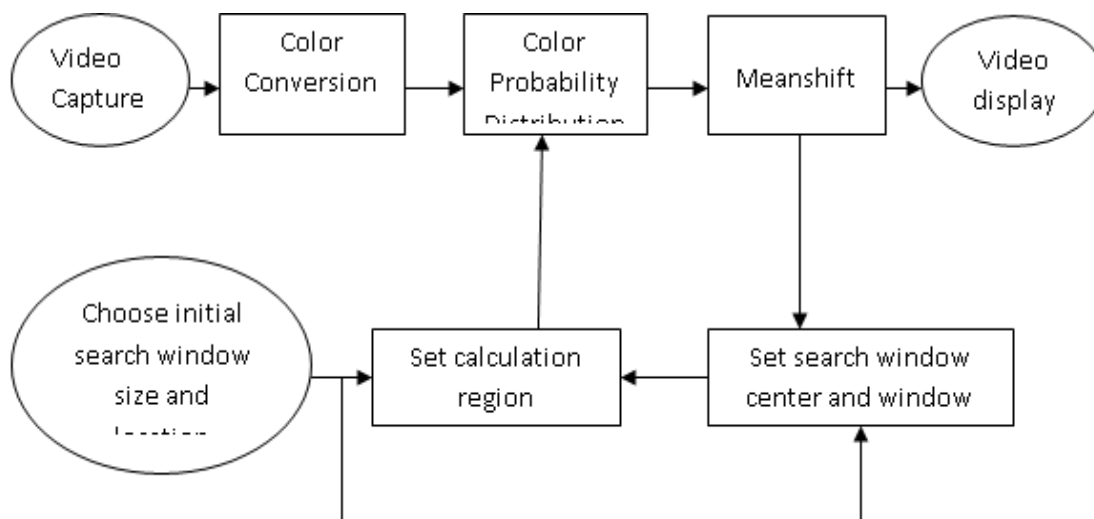 Video
Capture
Color
Conversion
Color
Probability
Distribution
Meanshift
Video
display
Choose initial
search window
size and
Set calculation
region
Set search window
center and window